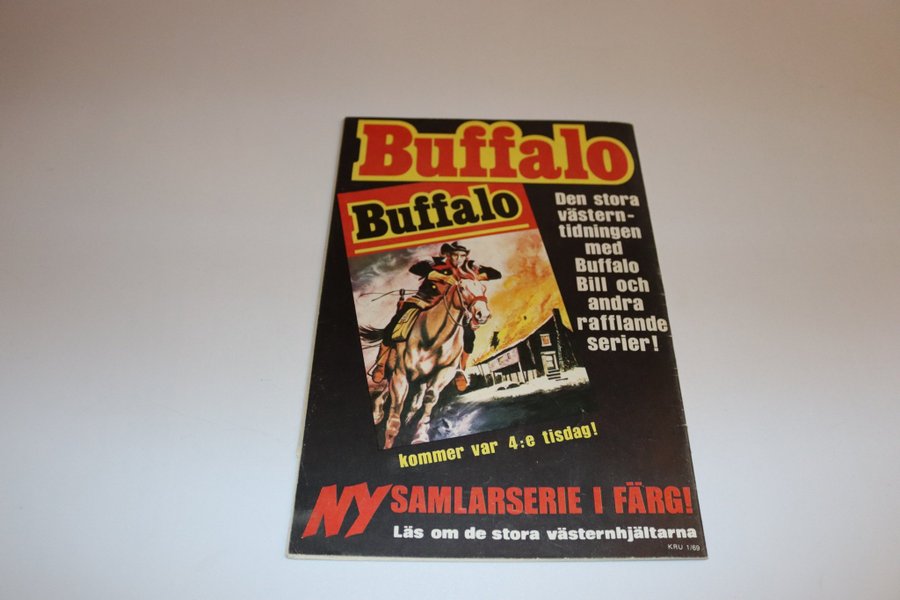 Buffalo
Buffalo
Den stora
västern-
tidningen
med
Buffalo
Bill och
andra
rafflande
serier!
kommer var 4:e tisdag!
NY SAMLARSERIE I FÄRG!
Läs om de stora västernhjältarna
KRU 1/69